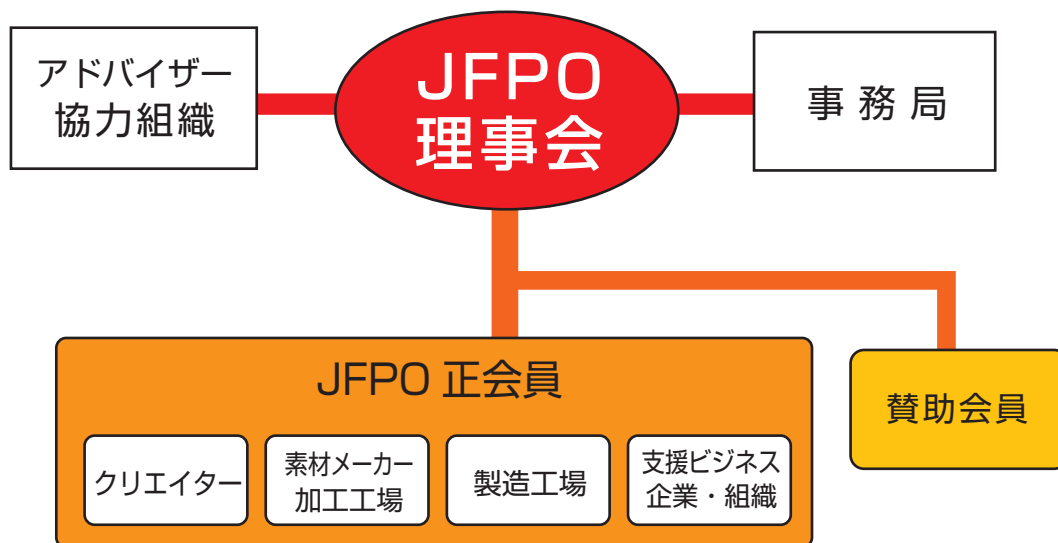 アドバイザー
協力組織
JFPO
理事会
事務局
JFPO 正会員
クリエイター
素材メーカー
加工工場
製造工場
支援ビジネス
企業・組織
賛助会員